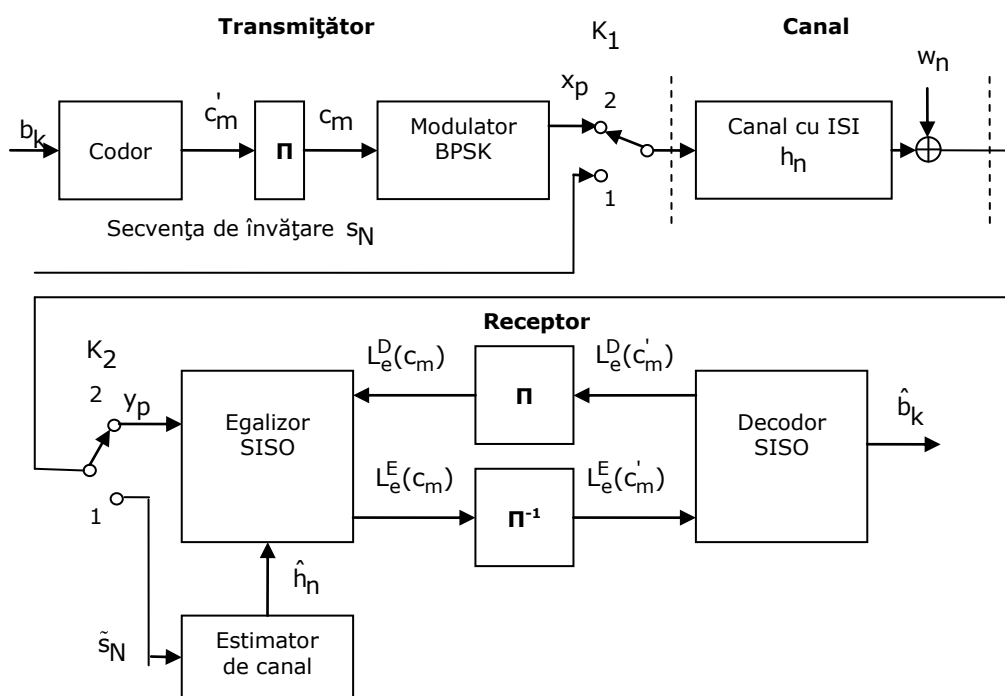 Transmiţător
K1
Canal
wn
bk
Codor
c'm
Π
cm
Modulator
BPSK
xp
2
1
Canal cu ISI
hn
Secvenţa de învăţare sN
Receptor
K2
2
yp
1
Egalizor
SISO
LeD(cm)
Π
LeD(c'm)
Decodor
SISO
b̂k
LeE(cm)
Π-1
LeE(c'm)
ĥn
s̃N
Estimator
de canal